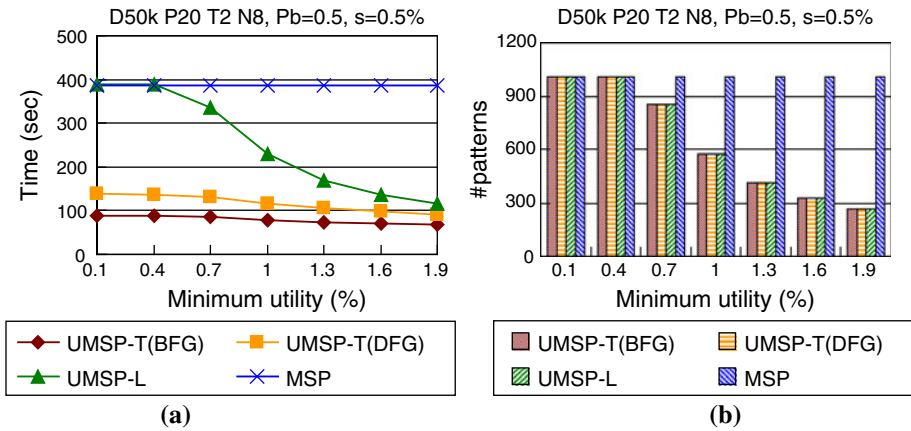 D50k P20 T2 N8, Pb=0.5, s=0.5%
500
400
300
200
100
0
Time (sec)
0.1 0.4 0.7 1 1.3 1.6 1.9
Minimum utility (%)
UMSP-T(BFG) UMSP-T(DFG)
UMSP-L MSP
(a)
D50k P20 T2 N8, Pb=0.5, s=0.5%
1200
900
600
300
0
#patterns
0.1 0.4 0.7 1 1.3 1.6 1.9
Minimum utility (%)
UMSP-T(BFG) UMSP-T(DFG)
UMSP-L MSP
(b)